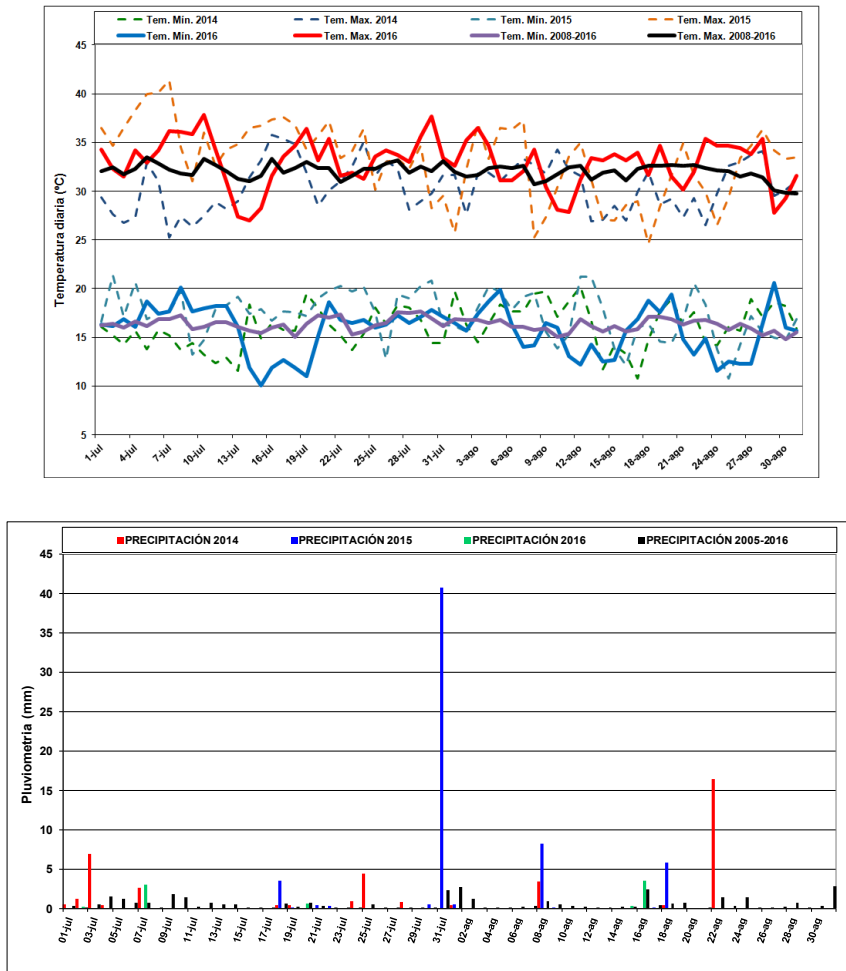 Tem. Mín. 2014 Tem. Max. 2014 Tem. Mín. 2015 Tem. Max. 2015
Tem. Mín. 2016 Tem. Max. 2016 Tem. Mín. 2008-2016 Tem. Max. 2008-2016
Temperatura diaria (ºC)
45
40
35
30
25
20
15
10
5
1-jul 4-jul 7-jul 10-jul 13-jul 16-jul 19-jul 22-jul 25-jul 28-jul 31-jul 3-ago 6-ago 9-ago 12-ago 15-ago 18-ago 21-ago 24-ago 27-ago 30-ago
PRECIPITACIÓN 2014 PRECIPITACIÓN 2015 PRECIPITACIÓN 2016 PRECIPITACIÓN 2005-2016
Pluviometria (mm)
45
40
35
30
25
20
15
10
5
0
01-jul 03-jul 05-jul 07-jul 09-jul 11-jul 13-jul 15-jul 17-jul 19-jul 21-jul 23-jul 25-jul 27-jul 29-jul 31-jul 02-ag 04-ag 06-ag 08-ag 10-ag 12-ag 14-ag 16-ag 18-ag 20-ag 22-ag 24-ag 26-ag 28-ag 30-ag